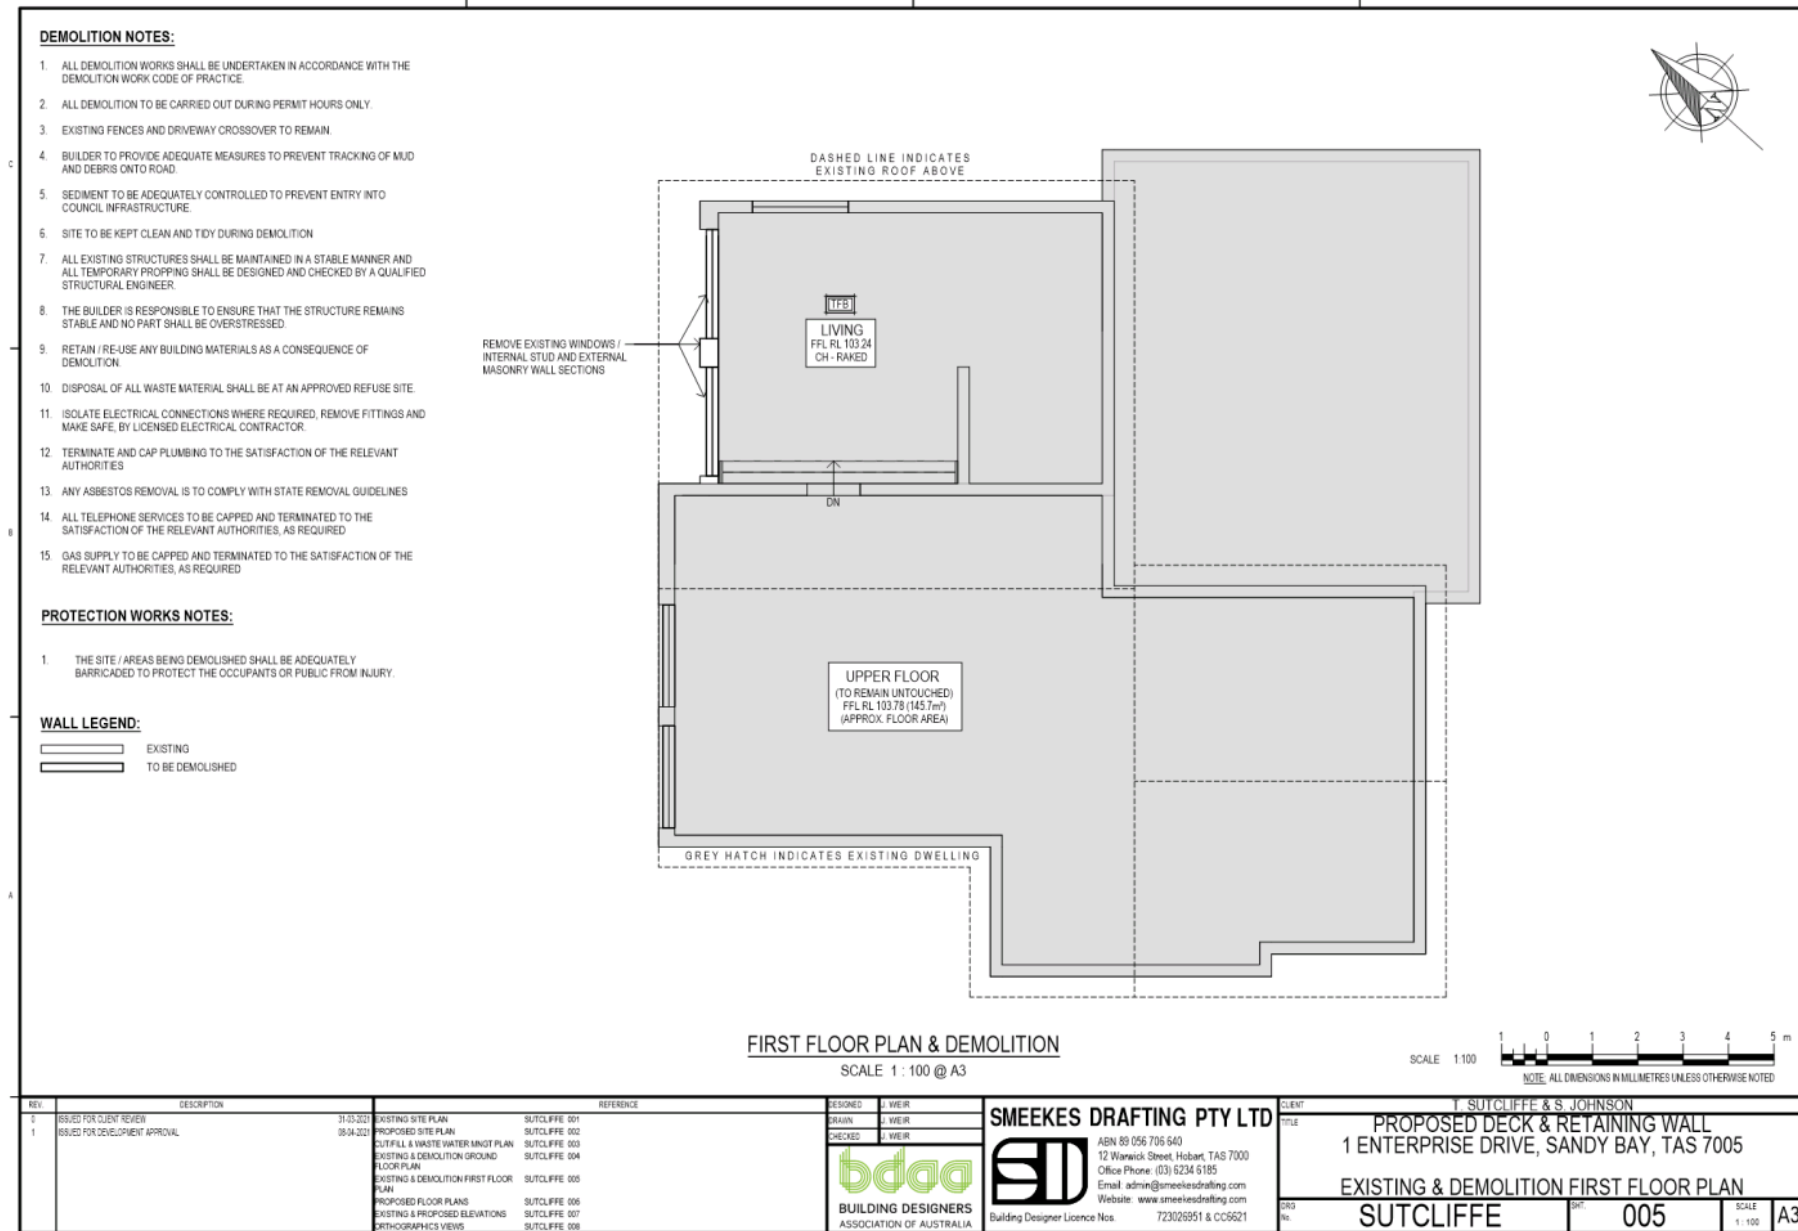 DEMOLITION NOTES:
1. ALL DEMOLITION WORKS SHALL BE UNDERTAKEN IN ACCORDANCE WITH THE
DEMOLITION WORK CODE OF PRACTICE.
2. ALL DEMOLITION TO BE CARRIED OUT DURING PERMIT HOURS ONLY.
3. EXISTING FENCES AND DRIVEWAY CROSSOVER TO REMAIN.
4. BUILDER TO PROVIDE ADEQUATE MEASURES TO PREVENT TRACKING OF MUD
AND DEBRIS ONTO ROAD.
5. SEDIMENT TO BE ADEQUATELY CONTROLLED TO PREVENT ENTRY INTO
COUNCIL INFRASTRUCTURE.
6. SITE TO BE KEPT CLEAN AND TIDY DURING DEMOLITION
7. ALL EXISTING STRUCTURES SHALL BE MAINTAINED IN A STABLE MANNER AND
ALL TEMPORARY PROPPING SHALL BE DESIGNED AND CHECKED BY A QUALIFIED
STRUCTURAL ENGINEER.
8. THE BUILDER IS RESPONSIBLE TO ENSURE THAT THE STRUCTURE REMAINS
STABLE AND NO PART SHALL BE OVERSTRESSED.
9. RETAIN / RE-USE ANY BUILDING MATERIALS AS A CONSEQUENCE OF
DEMOLITION.
10. DISPOSAL OF ALL WASTE MATERIAL SHALL BE AT AN APPROVED REFUSE SITE.
11. ISOLATE ELECTRICAL CONNECTIONS WHERE REQUIRED, REMOVE FITTINGS AND
MAKE SAFE, BY LICENSED ELECTRICAL CONTRACTOR.
12. TERMINATE AND CAP PLUMBING TO THE SATISFACTION OF THE RELEVANT
AUTHORITIES
13. ANY ASBESTOS REMOVAL IS TO COMPLY WITH STATE REMOVAL GUIDELINES
14. ALL TELEPHONE SERVICES TO BE CAPPED AND TERMINATED TO THE
SATISFACTION OF THE RELEVANT AUTHORITIES, AS REQUIRED
15. GAS SUPPLY TO BE CAPPED AND TERMINATED TO THE SATISFACTION OF THE
RELEVANT AUTHORITIES, AS REQUIRED
PROTECTION WORKS NOTES:
1. THE SITE / AREAS BEING DEMOLISHED SHALL BE ADEQUATELY
BARRICADED TO PROTECT THE OCCUPANTS OR PUBLIC FROM INJURY.
WALL LEGEND:
EXISTING
TO BE DEMOLISHED
C
B
A
DASHED LINE INDICATES
EXISTING ROOF ABOVE
TFB
LIVING
FFL RL 103.24
CH - RAKED
REMOVE EXISTING WINDOWS /
INTERNAL STUD AND EXTERNAL
MASONRY WALL SECTIONS
DN
UPPER FLOOR
(TO REMAIN UNTOUCHED)
FFL RL 103.78 (145.7m²)
(APPROX. FLOOR AREA)
GREY HATCH INDICATES EXISTING DWELLING
FIRST FLOOR PLAN & DEMOLITION
SCALE 1 : 100 @ A3
SCALE 1:100
1 0 1 2 3 4 5 m
NOTE: ALL DIMENSIONS IN MILLIMETRES UNLESS OTHERWISE NOTED
REV. DESCRIPTION
0 ISSUED FOR CLIENT REVIEW 31-03-2021
1 ISSUED FOR DEVELOPMENT APPROVAL 08-04-2021
REFERENCE
EXISTING SITE PLAN SUTCLIFFE 001
PROPOSED SITE PLAN SUTCLIFFE 002
CUT/FILL & WASTE WATER MNGT PLAN SUTCLIFFE 003
EXISTING & DEMOLITION GROUND SUTCLIFFE 004
FLOOR PLAN
EXISTING & DEMOLITION FIRST FLOOR SUTCLIFFE 005
PLAN
PROPOSED FLOOR PLANS SUTCLIFFE 006
EXISTING & PROPOSED ELEVATIONS SUTCLIFFE 007
ORTHOGRAPHICS VIEWS SUTCLIFFE 008
DESIGNED J. WEIR
DRAWN J. WEIR
CHECKED J. WEIR
bdaa
BUILDING DESIGNERS
ASSOCIATION OF AUSTRALIA
SMEEKES DRAFTING PTY LTD
SD
ABN 89 056 706 640
12 Warwick Street, Hobart, TAS 7000
Office Phone: (03) 6234 6185
Email: admin@smeekesdrafting.com
Website: www.smeekesdrafting.com
Building Designer Licence Nos. 723026951 & CC6621
CLIENT T. SUTCLIFFE & S. JOHNSON
TITLE PROPOSED DECK & RETAINING WALL
1 ENTERPRISE DRIVE, SANDY BAY, TAS 7005
EXISTING & DEMOLITION FIRST FLOOR PLAN
DRG No. SUTCLIFFE
SHT. 005
SCALE 1 : 100
A3